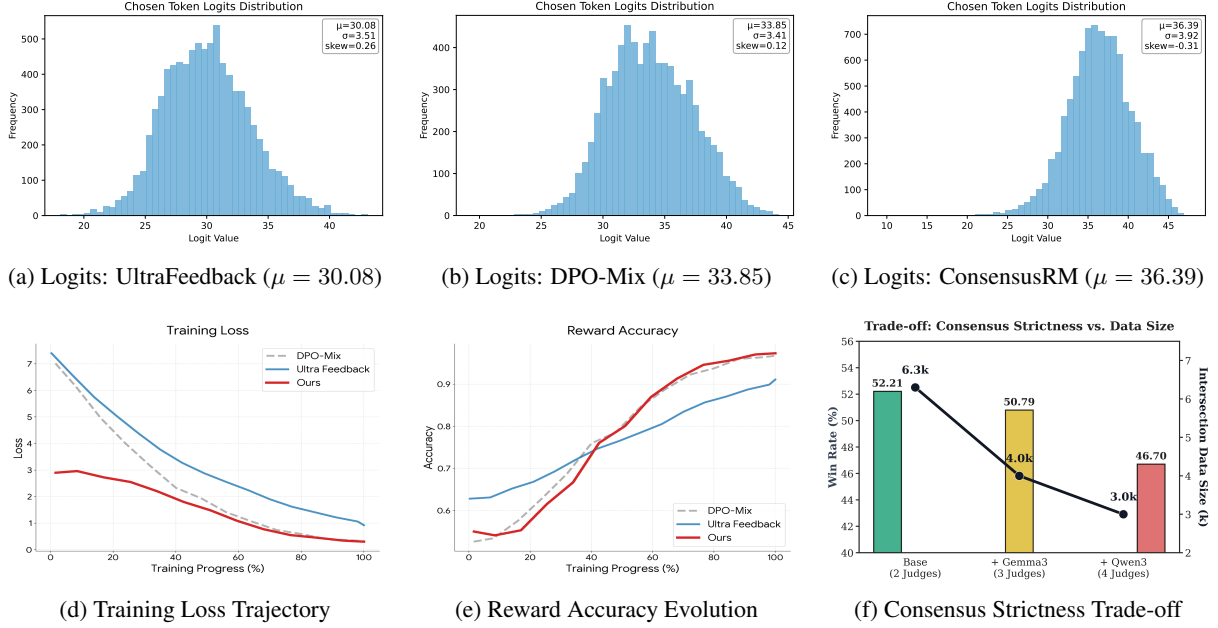 Chosen Token Logits Distribution
μ=30.08
σ=3.51
skew=0.26
Frequency
500
400
300
200
100
0
20
25
30
35
40
Logit Value
(a) Logits: UltraFeedback (μ = 30.08)
Chosen Token Logits Distribution
μ=33.85
σ=3.41
skew=0.12
Frequency
400
300
200
100
0
20
25
30
35
40
45
Logit Value
(b) Logits: DPO-Mix (μ = 33.85)
Chosen Token Logits Distribution
μ=36.39
σ=3.92
skew=-0.31
Frequency
700
600
500
400
300
200
100
0
10
15
20
25
30
35
40
45
Logit Value
(c) Logits: ConsensusRM (μ = 36.39)
Training Loss
DPO-Mix
Ultra Feedback
Ours
Loss
7
6
5
4
3
2
1
0
0
20
40
60
80
100
Training Progress (%)
(d) Training Loss Trajectory
Reward Accuracy
Accuracy
0.9
0.8
0.7
0.6
DPO-Mix
Ultra Feedback
Ours
0
20
40
60
80
100
Training Progress (%)
(e) Reward Accuracy Evolution
Trade-off: Consensus Strictness vs. Data Size
Win Rate (%)
56
54
52
50
48
46
44
42
40
52.21
6.3k
50.79
4.0k
46.70
3.0k
7
6
5
4
3
2
Intersection Data Size (k)
Base
(2 Judges)
+ Gemma3
(3 Judges)
+ Qwen3
(4 Judges)
(f) Consensus Strictness Trade-off